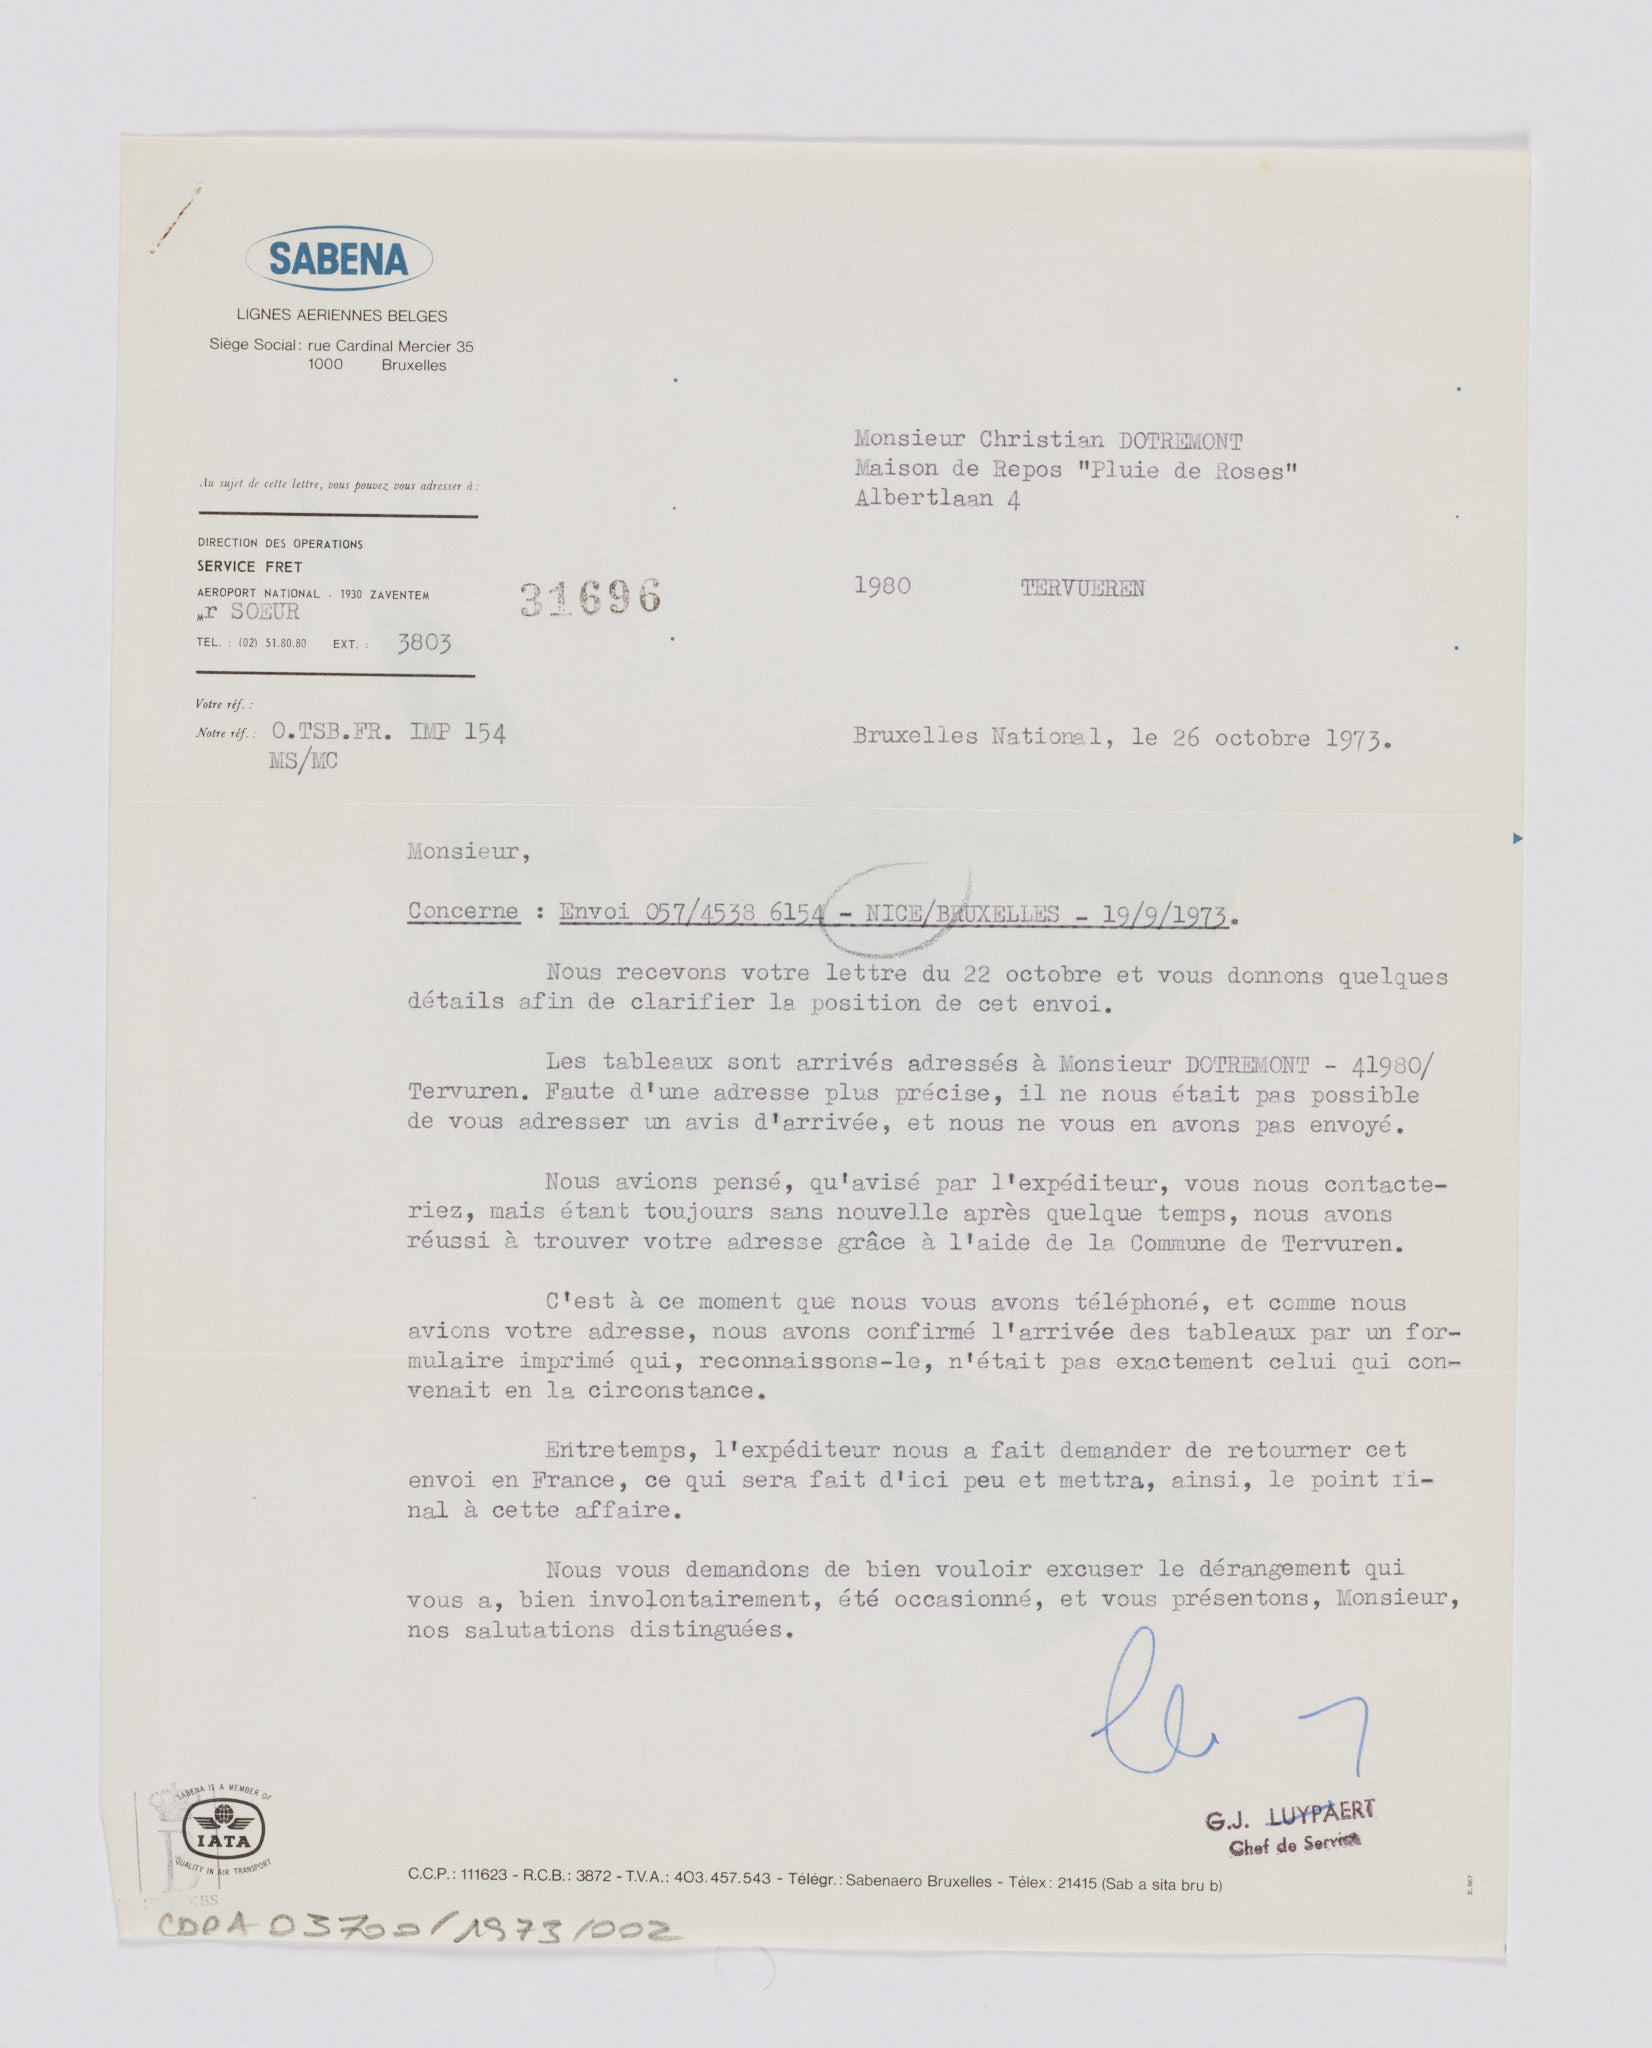 SABENA
LIGNES AERIENNES BELGES
Siège Social: rue Cardinal Mercier 35
1000 Bruxelles
Monsieur Christian DOTREMONT
Maison de Repos "Pluie de Roses"
Albertlaan 4
1980 TERVUEREN
Au sujet de cette lettre, vous pouvez vous adresser à :
DIRECTION DES OPERATIONS
SERVICE FRET
AEROPORT NATIONAL - 1930 ZAVENTEM
Mr SOEUR
TEL. : (02) 51.80.80 EXT. : 3803
31696
Votre réf. :
Notre réf. : O.TSB.FR. IMP 154
MS/MC
Bruxelles National, le 26 octobre 1973.
Monsieur,
Concerne : Envoi 057/4538 6154 - NICE/BRUXELLES - 19/9/1973.
Nous recevons votre lettre du 22 octobre et vous donnons quelques
détails afin de clarifier la position de cet envoi.
Les tableaux sont arrivés adressés à Monsieur DOTREMONT - 41980/
Tervuren. Faute d'une adresse plus précise, il ne nous était pas possible
de vous adresser un avis d'arrivée, et nous ne vous en avons pas envoyé.
Nous avions pensé, qu'avisé par l'expéditeur, vous nous contacte-
riez, mais étant toujours sans nouvelle après quelque temps, nous avons
réussi à trouver votre adresse grâce à l'aide de la Commune de Tervuren.
C'est à ce moment que nous vous avons téléphoné, et comme nous
avions votre adresse, nous avons confirmé l'arrivée des tableaux par un for-
mulaire imprimé qui, reconnaissons-le, n'était pas exactement celui qui con-
venait en la circonstance.
Entretemps, l'expéditeur nous a fait demander de retourner cet
envoi en France, ce qui sera fait d'ici peu et mettra, ainsi, le point fi-
nal à cette affaire.
Nous vous demandons de bien vouloir excuser le dérangement qui
vous a, bien involontairement, été occasionné, et vous présentons, Monsieur,
nos salutations distinguées.
G.J. LUYPAERT
Chef de Service
SABENA IS A MEMBER OF
IATA
QUALITY IN AIR TRANSPORT
C.C.P.: 111623 - R.C.B.: 3872 - T.V.A.: 403.457.543 - Télégr.: Sabenaero Bruxelles - Télex: 21415 (Sab a sita bru b)
E. 567
CDPA 03700/1973/002